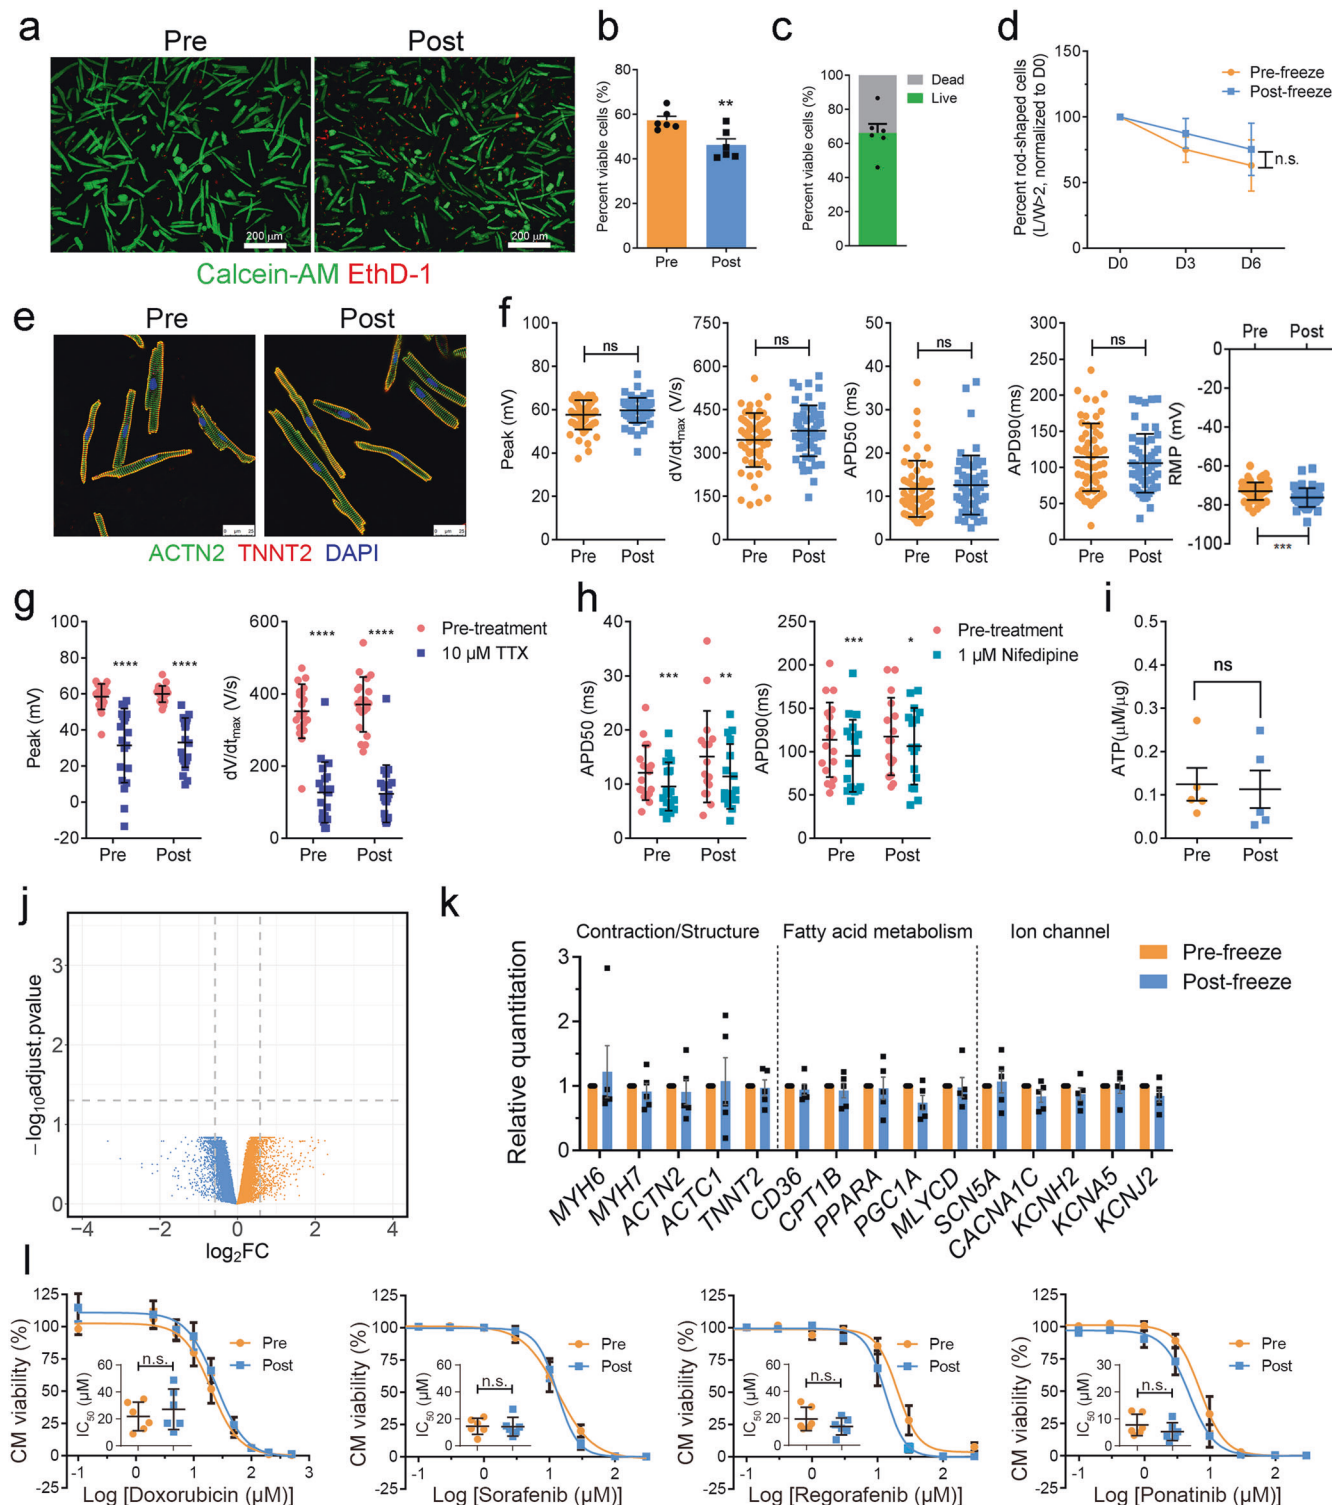 a
Pre
Post
200 μm
200 μm
Calcein-AM EthD-1
b
Percent viable cells (%)
80
60
40
20
0
**
Pre
Post
c
Percent viable cells (%)
100
80
60
40
20
0
Dead
Live
d
Percent rod-shaped cells
(L/W>2, normalized to D0)
150
100
50
0
Pre-freeze
Post-freeze
n.s.
D0
D3
D6
e
Pre
Post
0 μm 25
0 μm 25
ACTN2 TNNT2 DAPI
f
Peak (mV)
100
80
60
40
20
0
ns
Pre
Post
dV/dtmax (V/s)
750
600
450
300
150
0
ns
Pre
Post
APD50 (ms)
50
40
30
20
10
0
ns
Pre
Post
APD90(ms)
300
250
200
150
100
50
0
ns
Pre
Post
RMP (mV)
Pre
Post
0
-20
-40
-60
-80
-100
***
g
Peak (mV)
100
80
60
40
20
0
-20
****
****
Pre
Post
dV/dtmax (V/s)
600
400
200
0
****
****
Pre
Post
Pre-treatment
10 μM TTX
h
APD50 (ms)
40
30
20
10
0
***
**
Pre
Post
APD90(ms)
250
200
150
100
50
0
***
*
Pre
Post
Pre-treatment
1 μM Nifedipine
i
ATP(μM/μg)
0.5
0.4
0.3
0.2
0.1
0.0
ns
Pre
Post
j
−log10adjust.pvalue
3
2
1
0
−4
−2
0
2
4
log2FC
k
Contraction/Structure
Fatty acid metabolism
Ion channel
Pre-freeze
Post-freeze
Relative quantitation
3
2
1
0
MYH6
MYH7
ACTN2
ACTC1
TNNT2
CD36
CPT1B
PPARA
PGC1A
MLYCD
SCN5A
CACNA1C
KCNH2
KCNA5
KCNJ2
l
CM viability (%)
125
100
75
50
25
0
-25
Pre
Post
IC50 (μM)
60
40
20
0
n.s.
-1
0
1
2
3
Log [Doxorubicin (μM)]
CM viability (%)
125
100
75
50
25
0
-25
Pre
Post
IC50 (μM)
60
40
20
0
n.s.
-1
0
1
2
Log [Sorafenib (μM)]
CM viability (%)
125
100
75
50
25
0
-25
Pre
Post
IC50 (μM)
60
40
20
0
n.s.
-1
0
1
2
Log [Regorafenib (μM)]
CM viability (%)
125
100
75
50
25
0
-25
Pre
Post
IC50 (μM)
30
20
10
0
n.s.
-1
0
1
2
Log [Ponatinib (μM)]